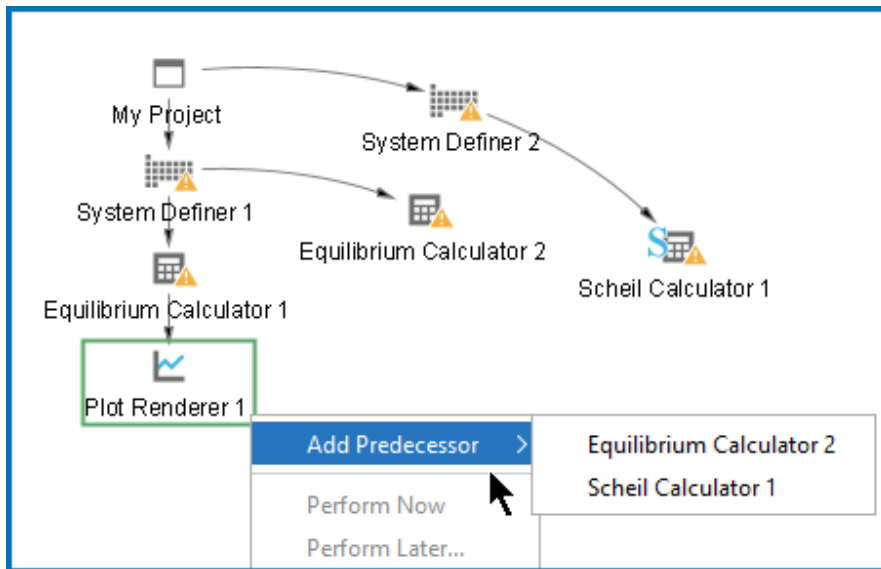 My Project
System Definer 2
System Definer 1
Equilibrium Calculator 2
Scheil Calculator 1
Equilibrium Calculator 1
Plot Renderer 1
Add Predecessor
Equilibrium Calculator 2
Scheil Calculator 1
Perform Now
Perform Later...